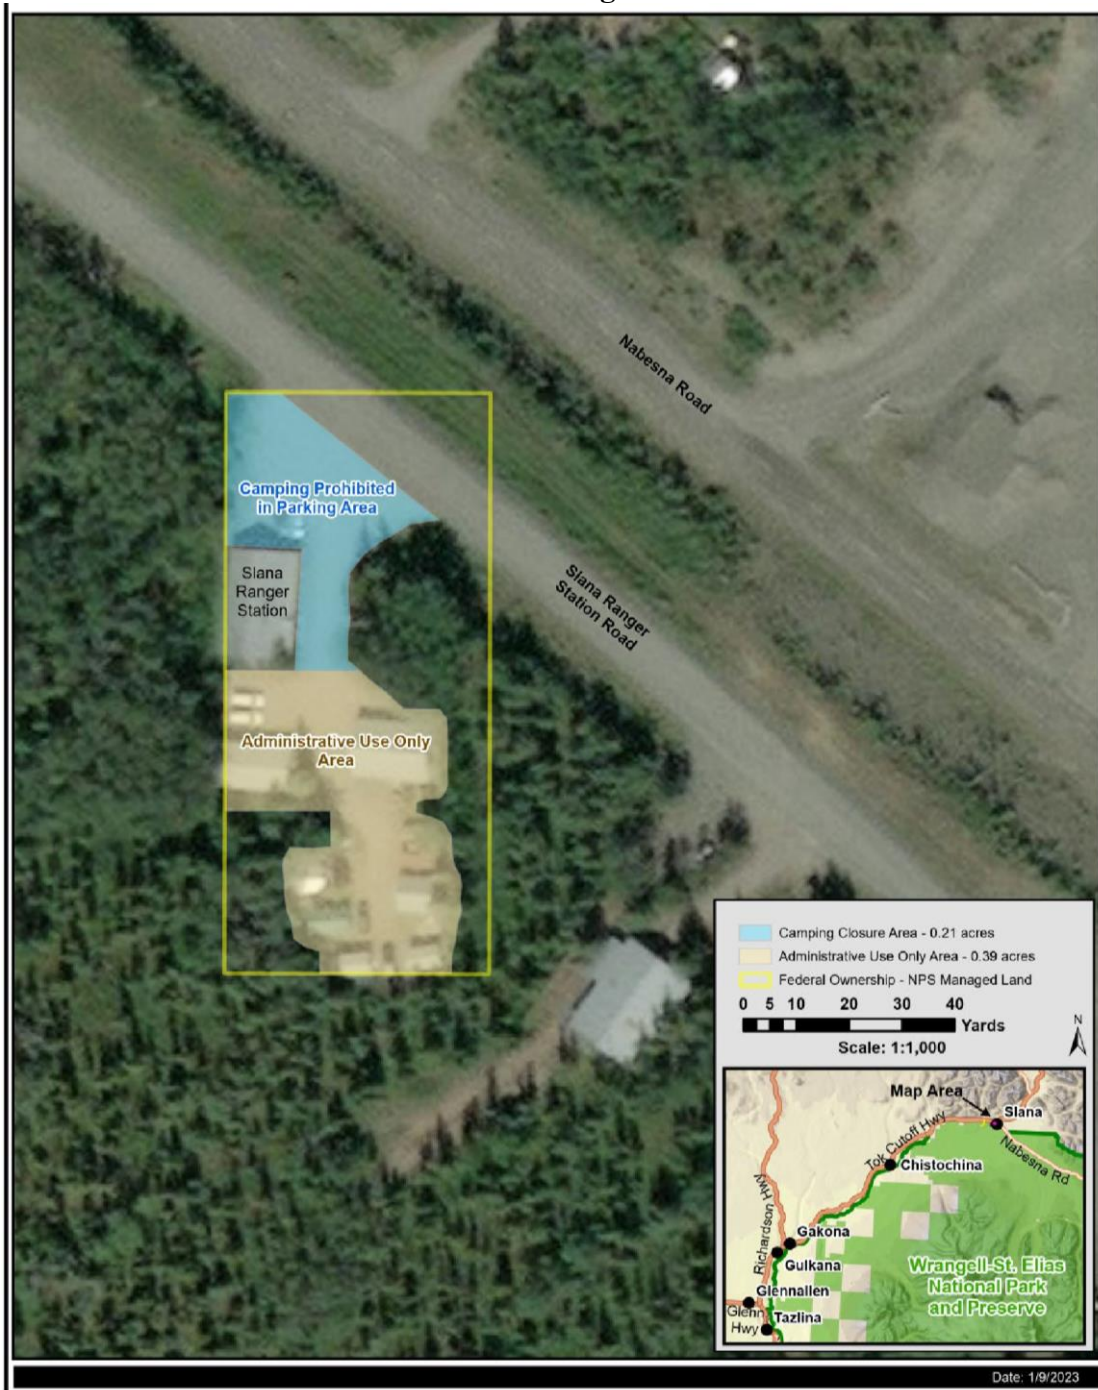 Nabesna Road
Camping Prohibited
in Parking Area
Slana
Ranger
Station
Slana Ranger
Station Road
Administrative Use Only
Area
Camping Closure Area - 0.21 acres
Administrative Use Only Area - 0.39 acres
Federal Ownership - NPS Managed Land
0 5 10 20 30 40
Yards
Scale: 1:1,000
N
Map Area
Slana
Tok Cutoff Hwy
Nabesna Rd
Chistochina
Richardson Hwy
Gakona
Gulkana
Wrangell-St. Elias
National Park
and Preserve
Glennallen
Glenn
Hwy
Tazlina
Date: 1/9/2023